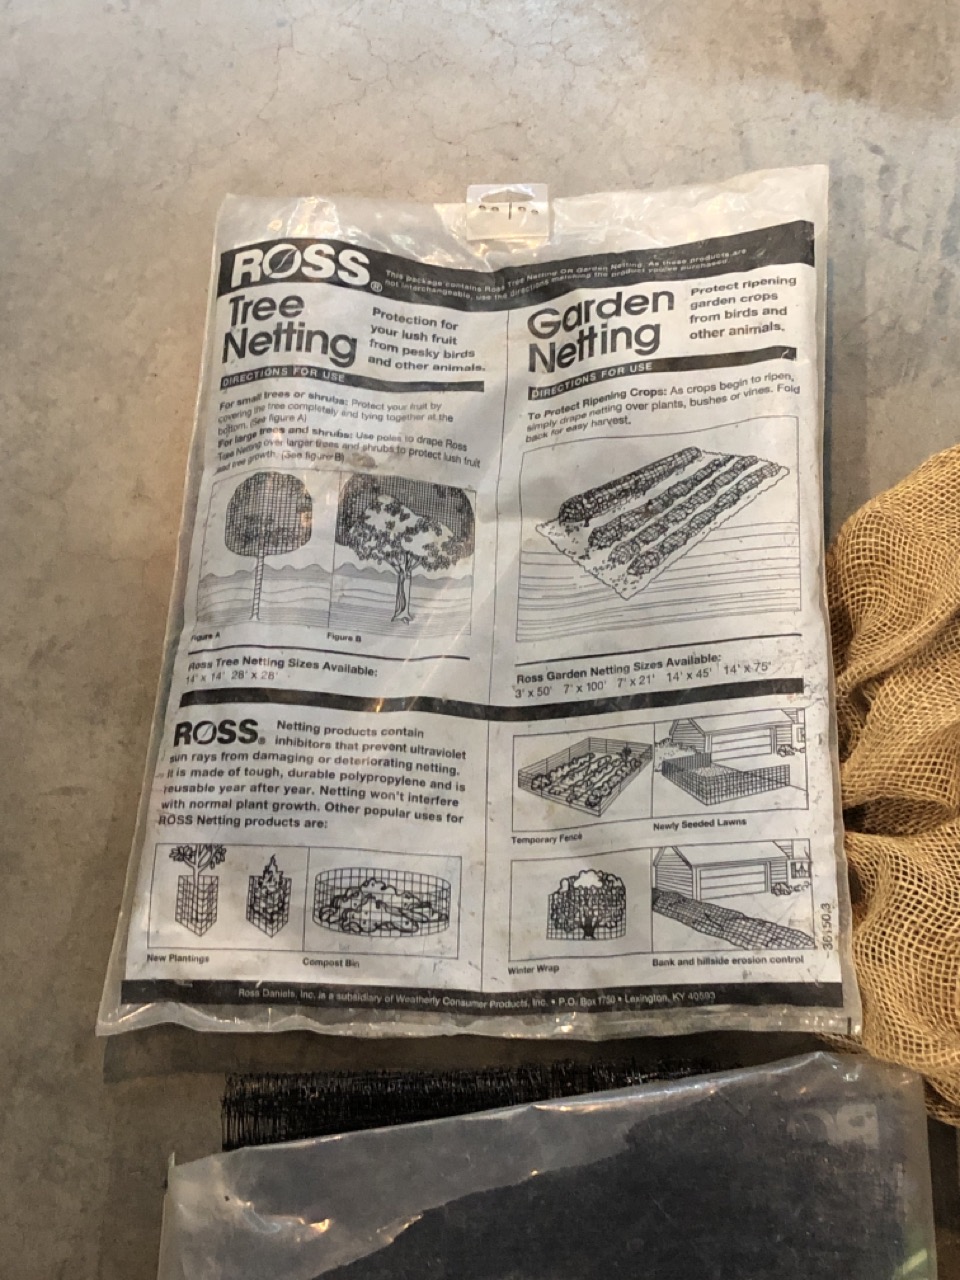 ROSS®
This package contains Ross Tree Netting OR Garden Netting. As these products are
not interchangeable, use the directions matching the product you've purchased.
Tree
Netting
Protection for
your lush fruit
from pesky birds
and other animals.
DIRECTIONS FOR USE
For small trees or shrubs: Protect your fruit by
covering the tree completely and tying together at the
bottom. (See figure A)
For large trees and shrubs: Use poles to drape Ross
Tree Netting over larger trees and shrubs to protect lush fruit
and tree growth. (See figure B)
Figure A
Figure B
Ross Tree Netting Sizes Available:
14' x 14' 28' x 28'
Garden
Netting
Protect ripening
garden crops
from birds and
other animals.
DIRECTIONS FOR USE
To Protect Ripening Crops: As crops begin to ripen,
simply drape netting over plants, bushes or vines. Fold
back for easy harvest.
Ross Garden Netting Sizes Available:
3' x 50' 7' x 100' 7' x 21' 14' x 45' 14' x 75'
ROSS® Netting products contain
inhibitors that prevent ultraviolet
sun rays from damaging or deteriorating netting.
It is made of tough, durable polypropylene and is
reusable year after year. Netting won't interfere
with normal plant growth. Other popular uses for
ROSS Netting products are:
New Plantings
Compost Bin
Temporary Fence
Newly Seeded Lawns
Winter Wrap
Bank and hillside erosion control
Ross Daniels, Inc. is a subsidiary of Weatherly Consumer Products, Inc. • P.O. Box 1750 • Lexington, KY